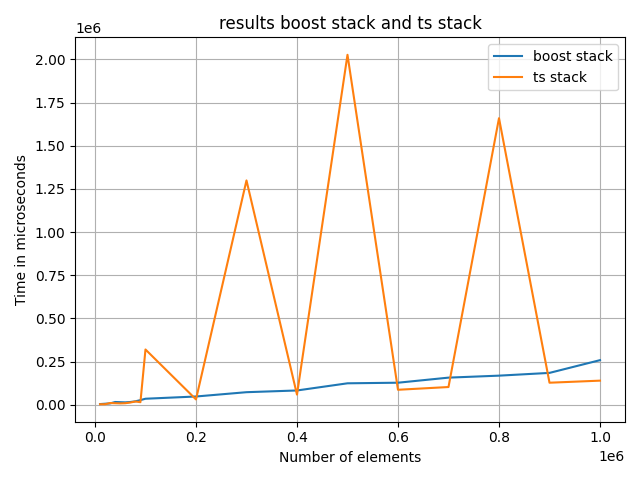 results boost stack and ts stack
1e6
boost stack
ts stack
2.00
1.75
1.50
1.25
1.00
0.75
0.50
0.25
0.00
Time in microseconds
0.0 0.2 0.4 0.6 0.8 1.0
Number of elements
1e6